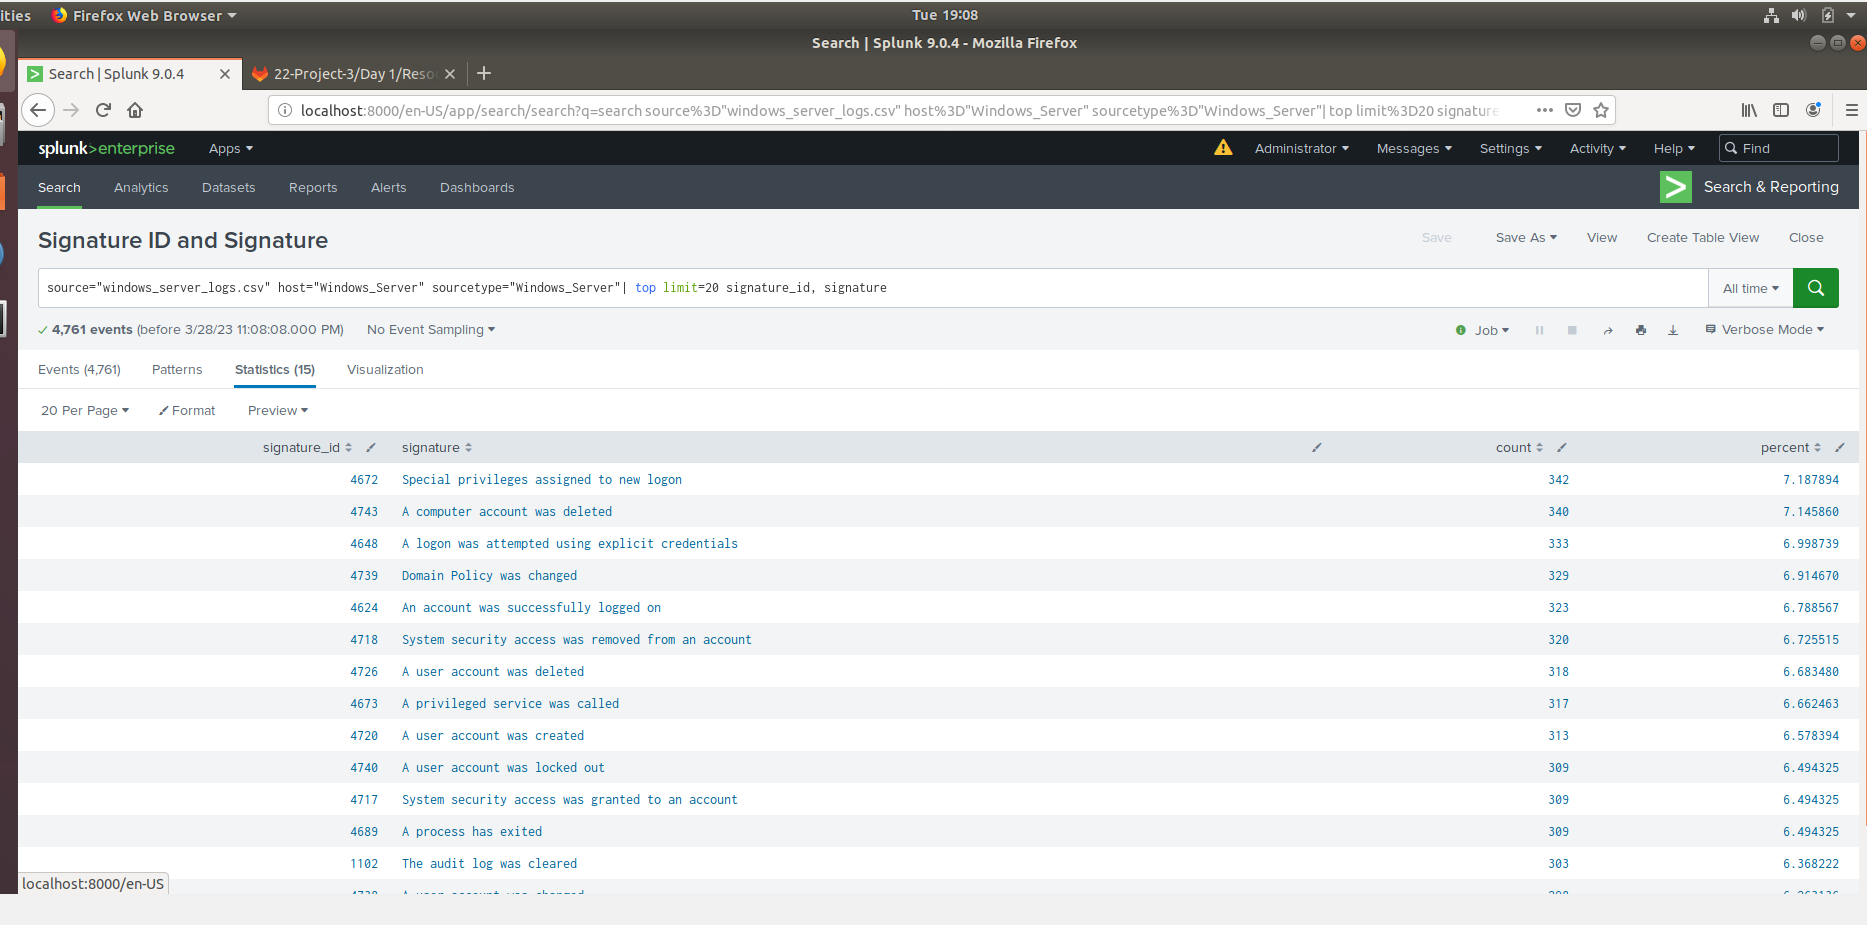 ities Firefox Web Browser Tue 19:08
Search | Splunk 9.0.4 - Mozilla Firefox
Search | Splunk 9.0.4 22-Project-3/Day 1/Reso
localhost:8000/en-US/app/search/search?q=search source%3D"windows_server_logs.csv" host%3D"Windows_Server" sourcetype%3D"Windows_Server"| top limit%3D20 signature
splunk>enterprise Apps Administrator Messages Settings Activity Help Find
Search Analytics Datasets Reports Alerts Dashboards Search & Reporting
Signature ID and Signature Save Save As View Create Table View Close
source="windows_server_logs.csv" host="Windows_Server" sourcetype="Windows_Server"| top limit=20 signature_id, signature All time
4,761 events (before 3/28/23 11:08:08.000 PM) No Event Sampling Job Verbose Mode
Events (4,761) Patterns Statistics (15) Visualization
20 Per Page Format Preview
signature_id signature count percent
4672 Special privileges assigned to new logon 342 7.187894
4743 A computer account was deleted 340 7.145860
4648 A logon was attempted using explicit credentials 333 6.998739
4739 Domain Policy was changed 329 6.914670
4624 An account was successfully logged on 323 6.788567
4718 System security access was removed from an account 320 6.725515
4726 A user account was deleted 318 6.683480
4673 A privileged service was called 317 6.662463
4720 A user account was created 313 6.578394
4740 A user account was locked out 309 6.494325
4717 System security access was granted to an account 309 6.494325
4689 A process has exited 309 6.494325
1102 The audit log was cleared 303 6.368222
localhost:8000/en-US